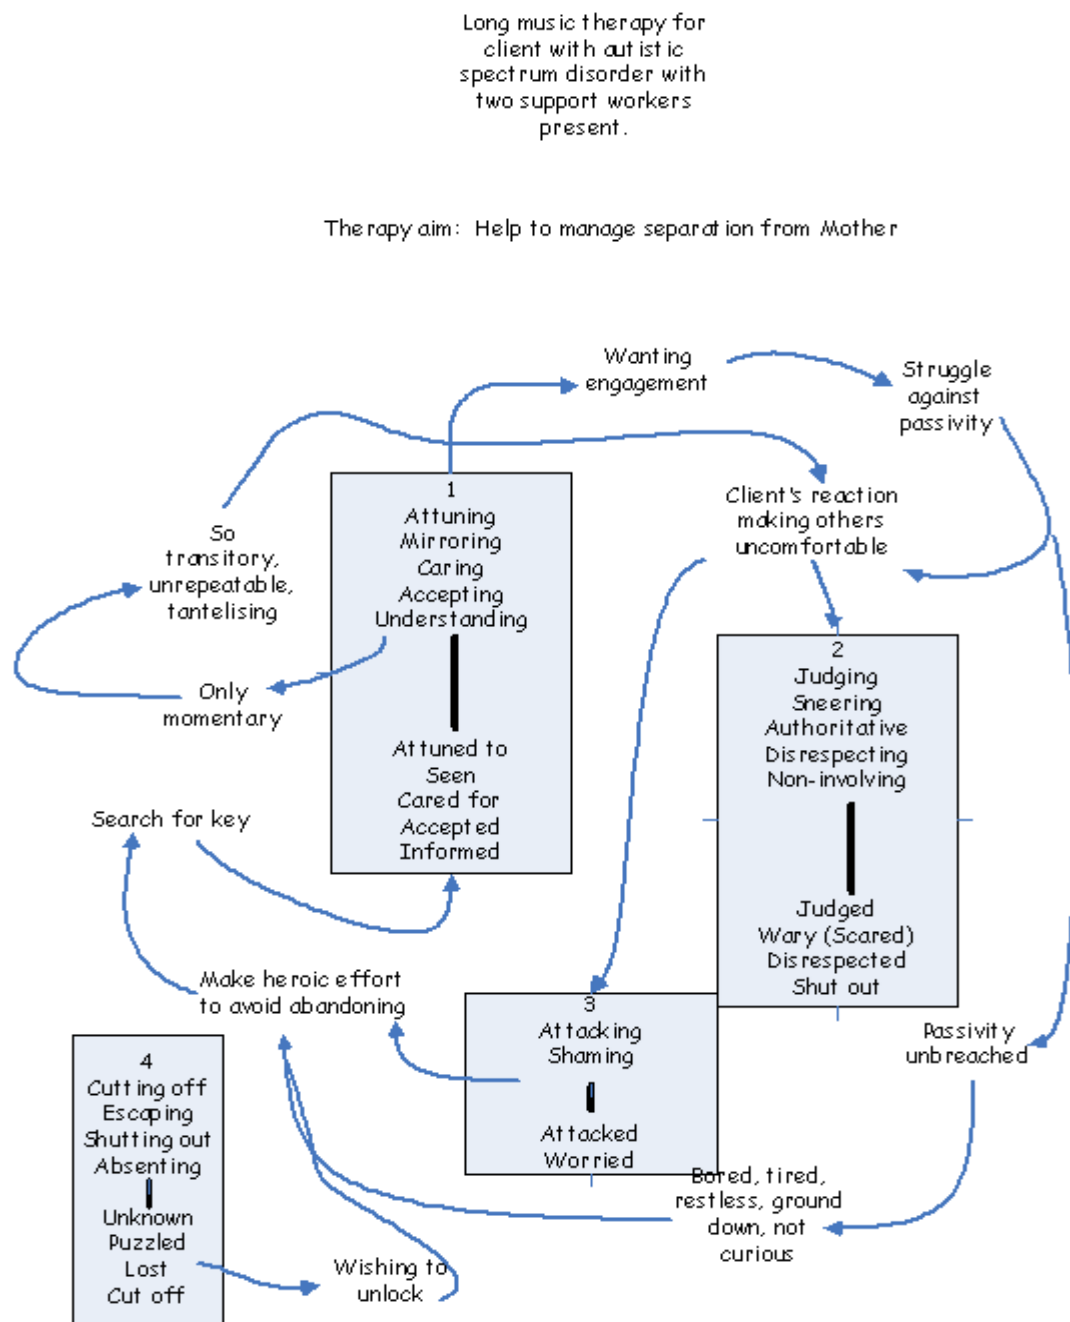 Long music therapy for
client with autistic
spectrum disorder with
two support workers
present.
Therapy aim: Help to manage separation from Mother
Wanting
engagement
Struggle
against
passivity
1
Attuning
Mirroring
Caring
Accepting
Understanding
Attuned to
Seen
Cared for
Accepted
Informed
Client's reaction
making others
uncomfortable
So
transitory,
unrepeatable,
tantelising
Only
momentary
2
Judging
Sneering
Authoritative
Disrespecting
Non-involving
Judged
Wary (Scared)
Disrespected
Shut out
Search for key
Make heroic effort
to avoid abandoning
3
Attacking
Shaming
Attacked
Worried
Passivity
unbreached
4
Cutting off
Escaping
Shutting out
Absenting
Unknown
Puzzled
Lost
Cut off
Bored, tired,
restless, ground
down, not
curious
Wishing to
unlock